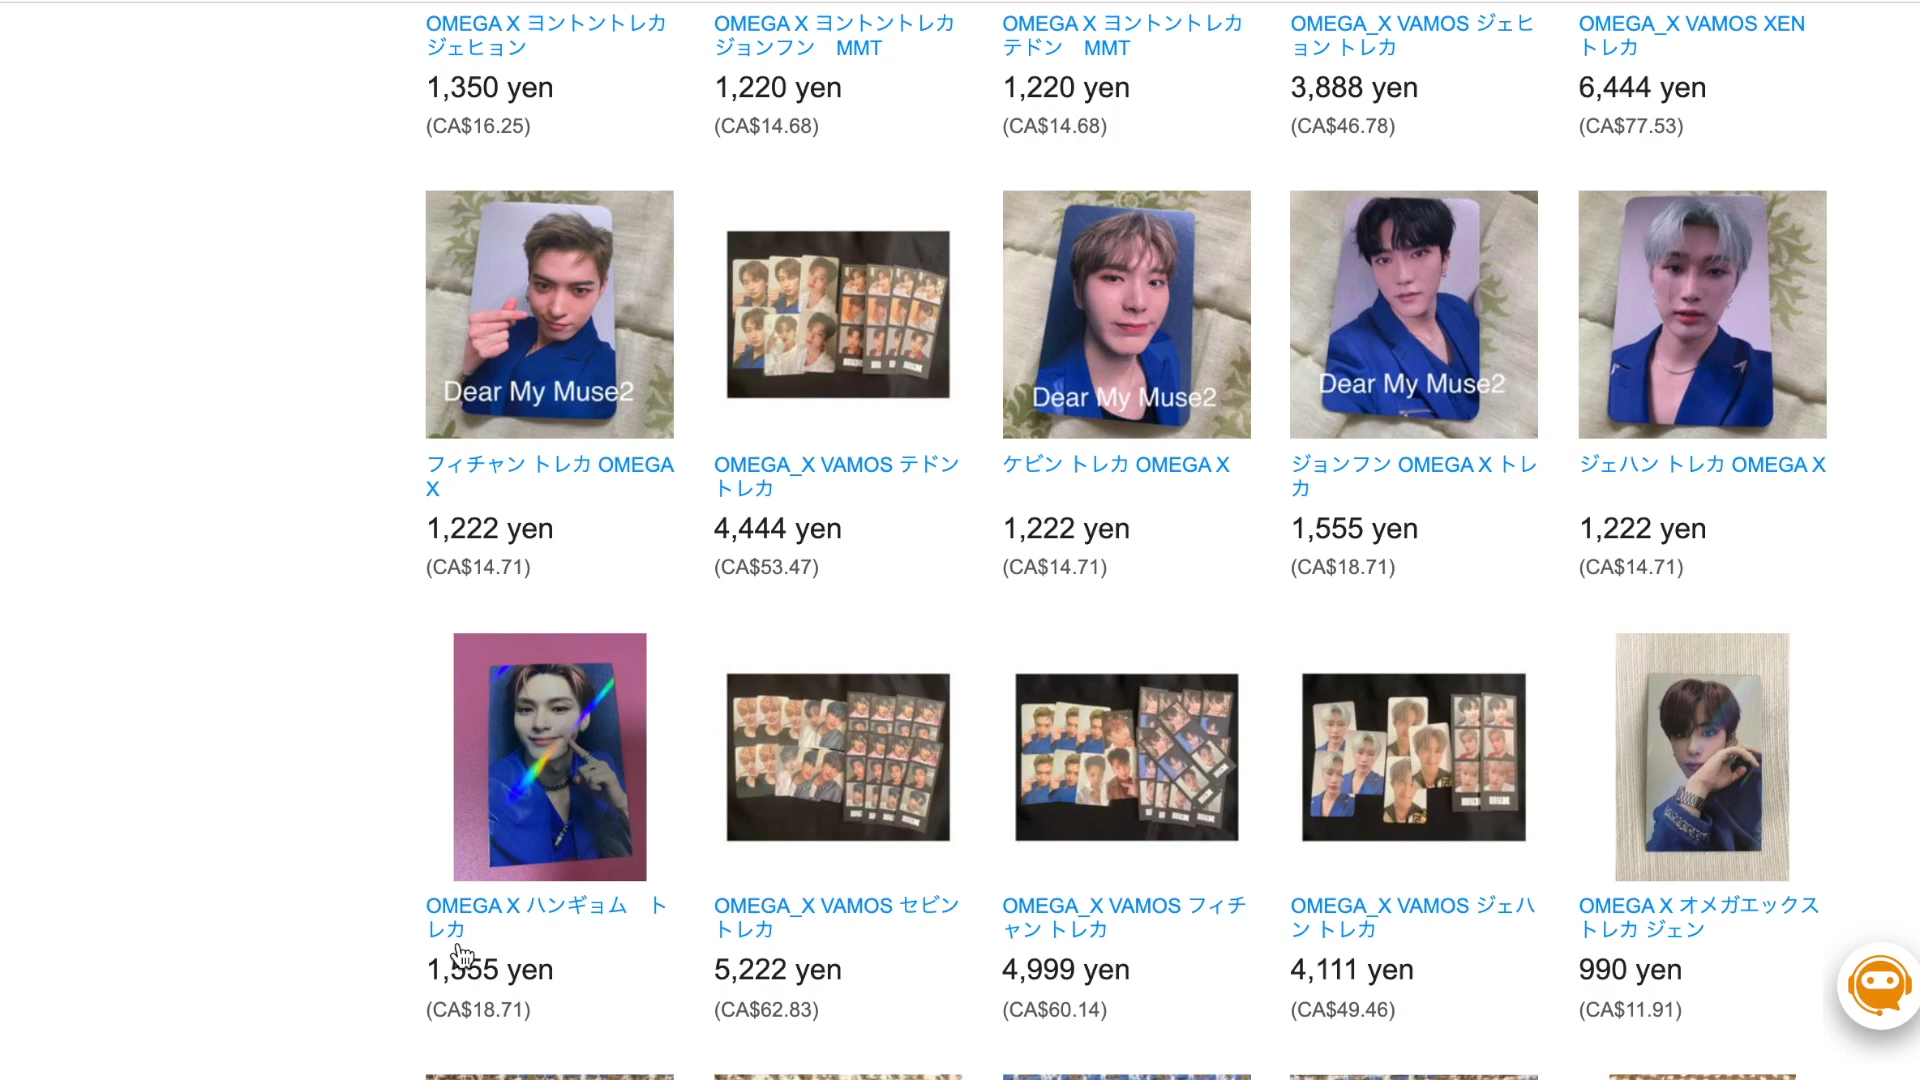 OMEGA X ヨントントレカ
ジェヒョン
1,350 yen
(CA$16.25)
OMEGA X ヨントントレカ
ジョンフン　MMT
1,220 yen
(CA$14.68)
OMEGA X ヨントントレカ
テドン　MMT
1,220 yen
(CA$14.68)
OMEGA_X VAMOS ジェヒ
ョン トレカ
3,888 yen
(CA$46.78)
OMEGA_X VAMOS XEN
トレカ
6,444 yen
(CA$77.53)
Dear My Muse2
フィチャン トレカ OMEGA
X
1,222 yen
(CA$14.71)
OMEGA_X VAMOS テドン
トレカ
4,444 yen
(CA$53.47)
Dear My Muse2
ケビン トレカ OMEGA X
1,222 yen
(CA$14.71)
Dear My Muse2
ジョンフン OMEGA X トレ
カ
1,555 yen
(CA$18.71)
ジェハン トレカ OMEGA X
1,222 yen
(CA$14.71)
OMEGA X ハンギョム　ト
レカ
1,555 yen
(CA$18.71)
OMEGA_X VAMOS セビン
トレカ
5,222 yen
(CA$62.83)
OMEGA_X VAMOS フィチ
ャン トレカ
4,999 yen
(CA$60.14)
OMEGA_X VAMOS ジェハ
ン トレカ
4,111 yen
(CA$49.46)
OMEGA X オメガエックス
トレカ ジェン
990 yen
(CA$11.91)